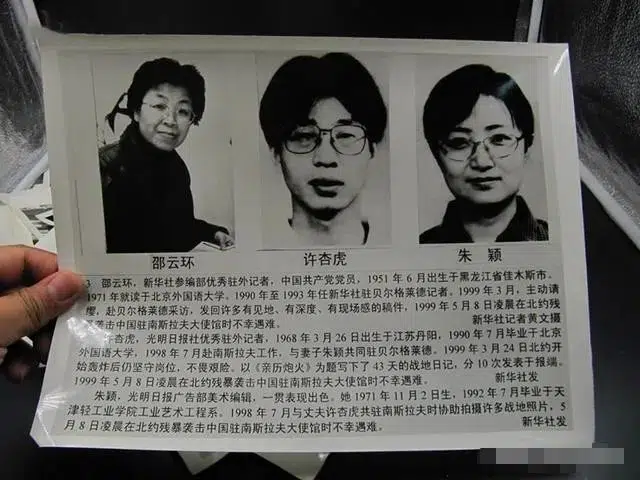 邵云环 许杏虎 朱 颖
3 邵云环，新华社参编部优秀驻外记者，中国共产党党员，1951 年 6 月出生于黑龙江省佳木斯市。
1971年就读于北京外国语大学。1990 至 1993 年任新华社驻贝尔格莱德记者。1999 年 3 月，主动请
缨，赴贝尔格莱德采访，发回许多有见地、有深度、有现场感的稿件，1999 年 5 月 8 日凌晨在北约残
暴袭击中国驻南斯拉夫大使馆时不幸遇难。 新华社记者黄文摄
许杏虎，光明日报社优秀驻外记者，1968 年 3 月 26 日出生于江苏丹阳，1990 年 7 月毕业于北京
外国语大学，1998 年 7 月赴南斯拉夫工作，与妻子朱颖共同驻贝尔格莱德。1999 年 3 月 24 日北约开
始轰炸后仍坚守岗位，不畏艰险。以《亲历炮火》为题写下了 43 天的战地日记，分 10 次发表于报端。
1999 年 5 月 8 日凌晨在北约残暴袭击中国驻南斯拉夫大使馆时不幸遇难。 新华社发
朱颖，光明日报广告部美术编辑，一贯表现出色。她 1971 年 11 月 2 日生，1992 年 7 月毕业于天
津轻工业学院工业艺术工程系。1998 年 7 月与丈夫许杏虎共驻南斯拉夫时协助拍摄许多战地照片，5
月 8 日凌晨在北约残暴袭击中国驻南斯拉夫大使馆时不幸遇难。 新华社发